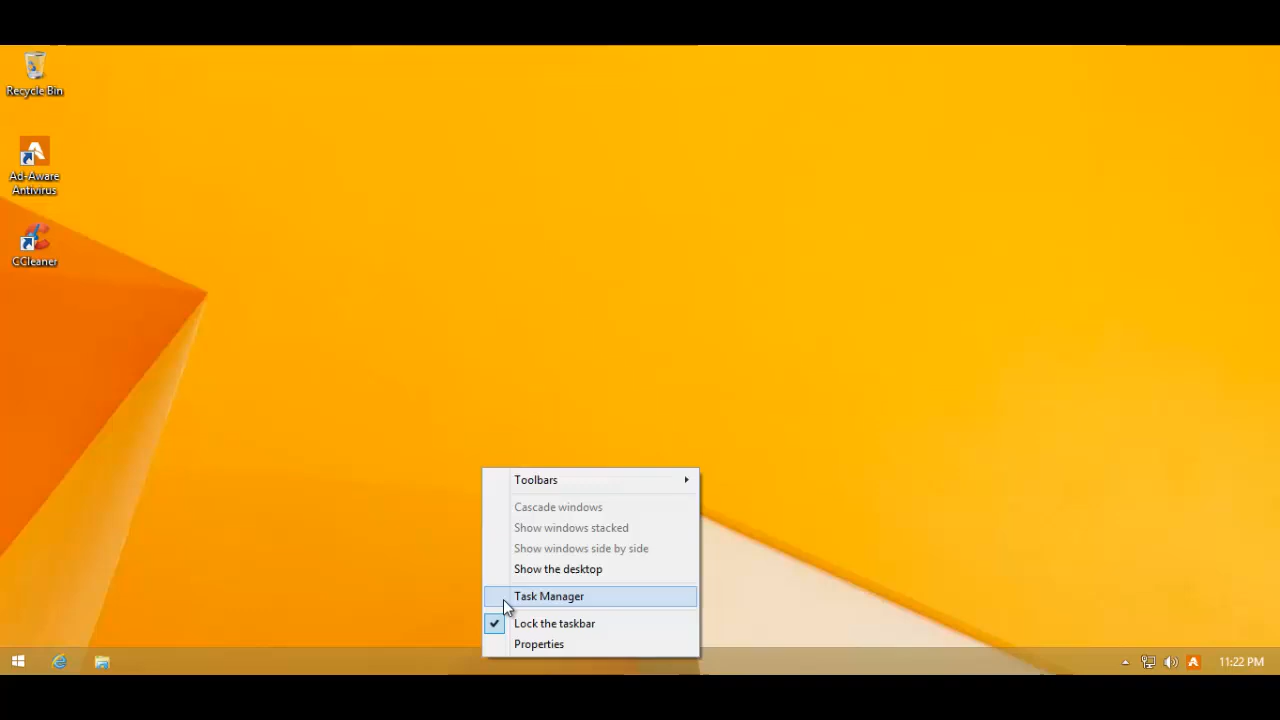 Recycle Bin
Ad-Aware
Antivirus
CCleaner
Toolbars
Cascade windows
Show windows stacked
Show windows side by side
Show the desktop
Task Manager
Lock the taskbar
Properties
11:22 PM